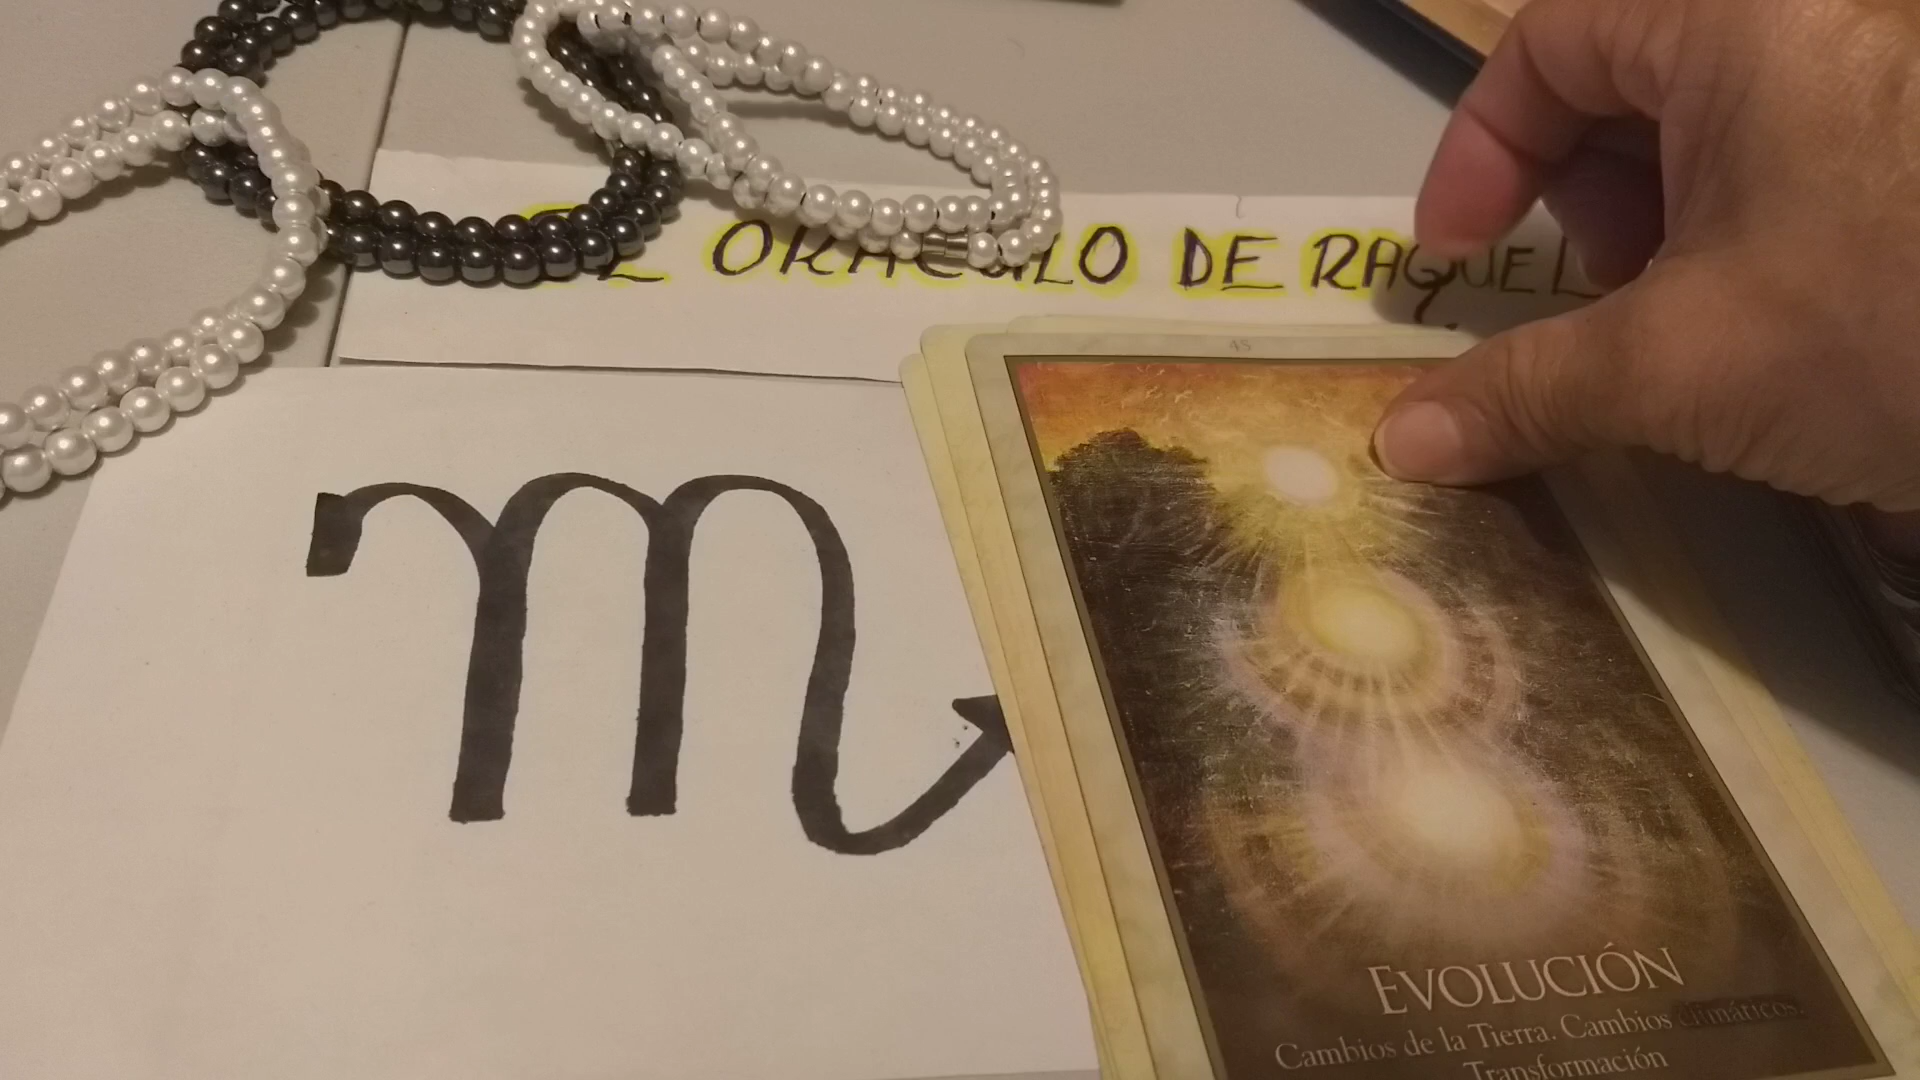 EL ORACULO DE RAQUEL
45
EVOLUCIÓN
Cambios de la Tierra. Cambios climáticos.
Transformación